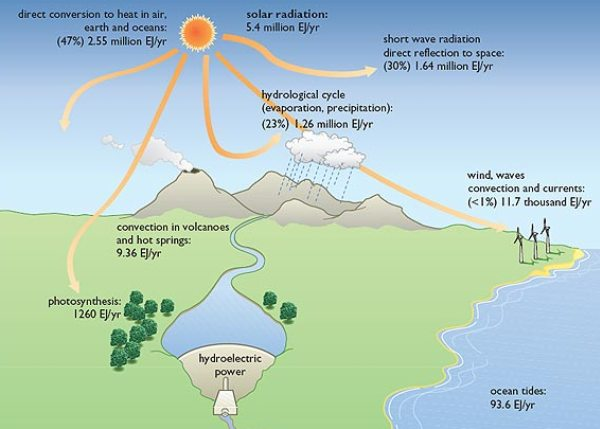 direct conversion to heat in air,
earth and oceans:
(47%) 2.55 million EJ/yr
solar radiation:
5.4 million EJ/yr
short wave radiation
direct reflection to space:
(30%) 1.64 million EJ/yr
hydrological cycle
(evaporation, precipitation):
(23%) 1.26 million EJ/yr
wind, waves
convection and currents:
(<1%) 11.7 thousand EJ/yr
convection in volcanoes
and hot springs:
9.36 EJ/yr
photosynthesis:
1260 EJ/yr
hydroelectric
power
ocean tides:
93.6 EJ/yr